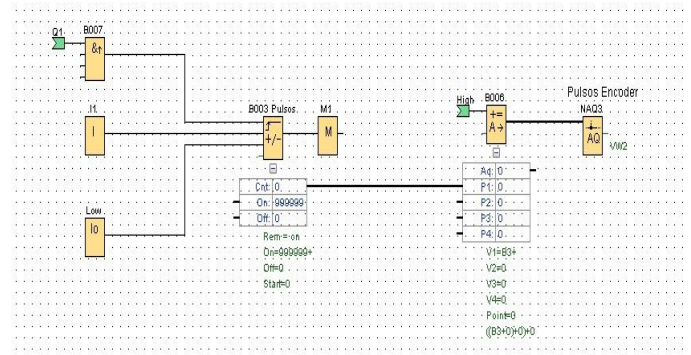 Q1 B007
&↑
I1
I
Low
lo
B003 Pulsos
+/-
M1
M
Cnt: 0
On: 999999
Off: 0
Rem = on
On=999999+
Off=0
Start=0
High B006
+=
A→
Pulsos Encoder
NAQ3
AQ
VW2
Aq: 0
P1: 0
P2: 0
P3: 0
P4: 0
V1=B3+
V2=0
V3=0
V4=0
Point=0
((B3+0)+0)+0